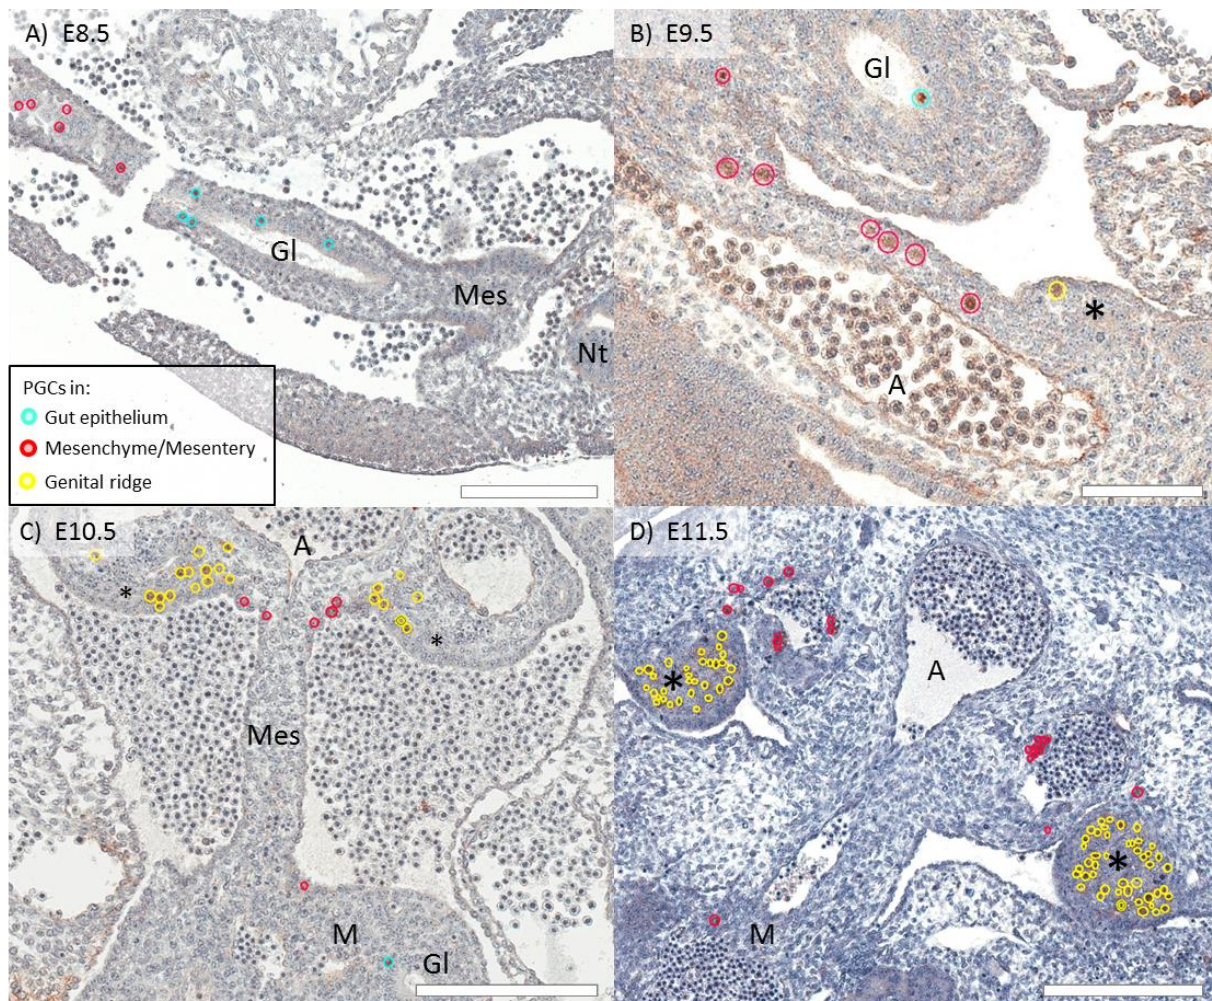 A) E8.5
Gl
Mes
Nt
PGCs in:
Gut epithelium
Mesenchyme/Mesentery
Genital ridge
B) E9.5
Gl
*
A
C) E10.5
A
*
*
Mes
M
Gl
D) E11.5
A
*
*
M